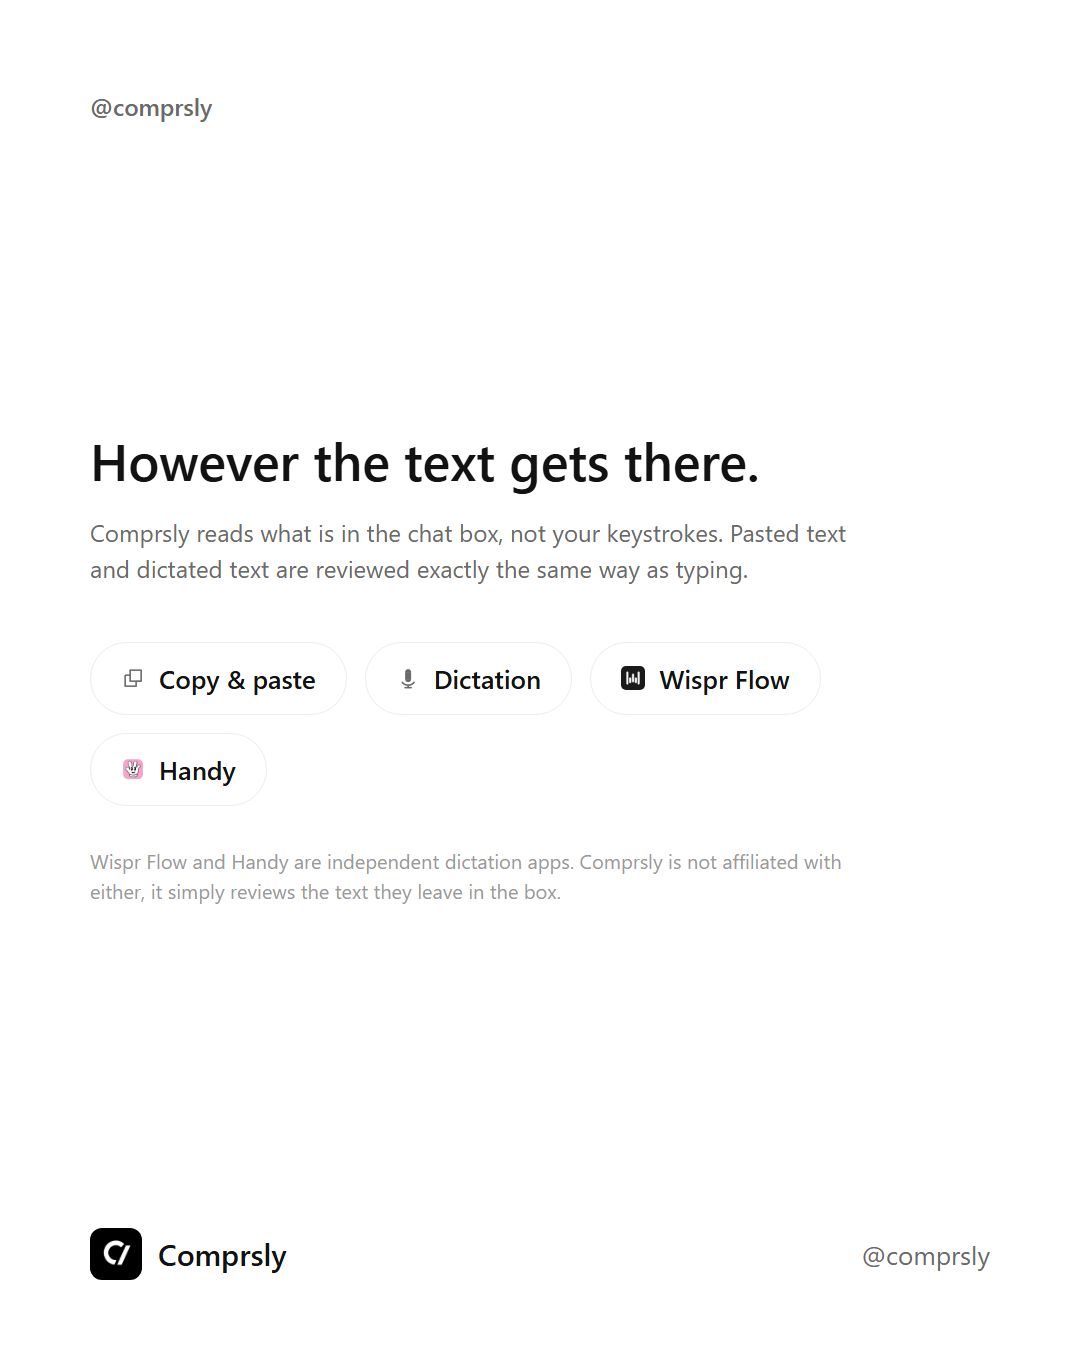 @comprsly
However the text gets there.
Comprsly reads what is in the chat box, not your keystrokes. Pasted text
and dictated text are reviewed exactly the same way as typing.
Copy & paste
Dictation
Wispr Flow
Handy
Wispr Flow and Handy are independent dictation apps. Comprsly is not affiliated with
either, it simply reviews the text they leave in the box.
Comprsly
@comprsly